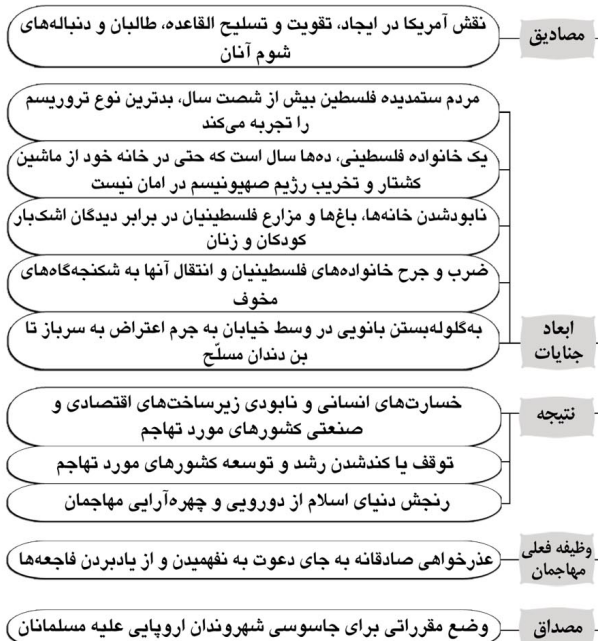 مصادیق
نقش آمریکا در ایجاد، تقویت و تسلیح القاعده، طالبان و دنباله‌های
شوم آنان
ابعاد
جنایات
مردم ستمدیده فلسطین بیش از شصت سال، بدترین نوع تروریسم
را تجربه می‌کند
یک خانواده فلسطینی، ده‌ها سال است که حتی در خانه خود از ماشین
کشتار و تخریب رژیم صهیونیسم در امان نیست
نابودشدن خانه‌ها، باغ‌ها و مزارع فلسطینیان در برابر دیدگان اشک‌بار
کودکان و زنان
ضرب و جرح خانواده‌های فلسطینیان و انتقال آنها به شکنجه‌گاه‌های
مخوف
به‌گلوله‌بستن بانویی در وسط خیابان به جرم اعتراض به سرباز تا
بن دندان مسلّح
نتیجه
خسارت‌های انسانی و نابودی زیرساخت‌های اقتصادی و
صنعتی کشورهای مورد تهاجم
توقف یا کندشدن رشد و توسعه کشورهای مورد تهاجم
رنجش دنیای اسلام از دورویی و چهره‌آرایی مهاجمان
وظیفه فعلی
مهاجمان
عذرخواهی صادقانه به جای دعوت به نفهمیدن و از یادبردن فاجعه‌ها
مصداق
وضع مقرراتی برای جاسوسی شهروندان اروپایی علیه مسلمانان